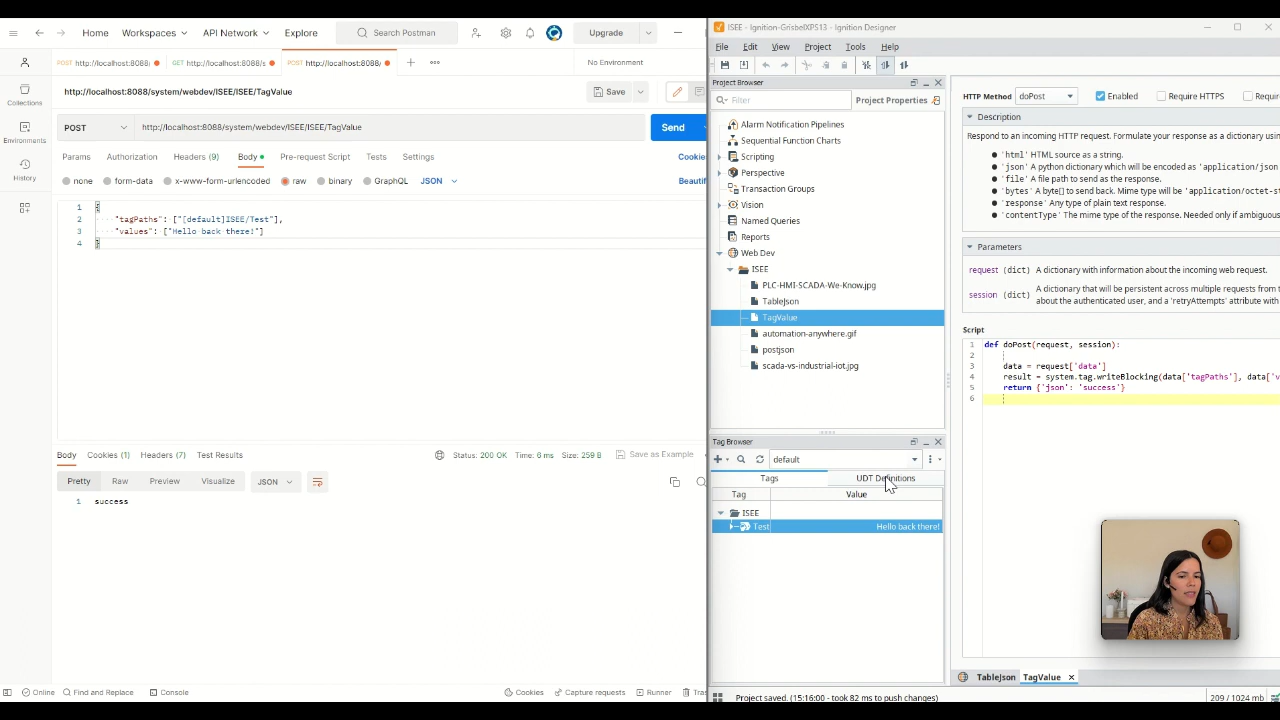 Home
Workspaces
API Network
Explore
Search Postman
Upgrade
POST http://localhost:8088/
GET http://localhost:8088/s
POST http://localhost:8088/
No Environment
http://localhost:8088/system/webdev/ISEE/ISEE/TagValue
Save
POST
http://localhost:8088/system/webdev/ISEE/ISEE/TagValue
Send
Params
Authorization
Headers (9)
Body
Pre-request Script
Tests
Settings
Cookie
none
form-data
x-www-form-urlencoded
raw
binary
GraphQL
JSON
Beautif
Collections
Environments
History
1 {
2 "tagPaths": ["[default]ISEE/Test"],
3 "values": ["Hello back there!"]
4 }
Body
Cookies (1)
Headers (7)
Test Results
Status: 200 OK
Time: 6 ms
Size: 259 B
Save as Example
Pretty
Raw
Preview
Visualize
JSON
1 success
Online
Find and Replace
Console
Cookies
Capture requests
Runner
ISEE - Ignition-GrisbelXPS13 - Ignition Designer
File
Edit
View
Project
Tools
Help
Project Browser
Filter
Project Properties
Alarm Notification Pipelines
Sequential Function Charts
Scripting
Perspective
Transaction Groups
Vision
Named Queries
Reports
Web Dev
ISEE
PLC-HMI-SCADA-We-Know.jpg
TableJson
TagValue
automation-anywhere.gif
postjson
scada-vs-industrial-iot.jpg
Tag Browser
default
Tags
UDT Definitions
Tag
Value
ISEE
Test
Hello back there!
HTTP Method
doPost
Enabled
Require HTTPS
Requir
Description
Respond to an incoming HTTP request. Formulate your response as a dictionary usin
'html' HTML source as a string.
'json' A python dictionary which will be encoded as 'application/json
'file' A file path to send as the response.
'bytes' A byte[] to send back. Mime type will be 'application/octet-s
'response' Any type of plain text response.
'contentType' The mime type of the response. Needed only if ambiguous
Parameters
request (dict) A dictionary with information about the incoming web request.
session (dict) A dictionary that will be persistent across multiple requests from t
about the authenticated user, and a 'retryAttempts' attribute with
Script
1 def doPost(request, session):
2
3 data = request['data']
4 result = system.tag.writeBlocking(data['tagPaths'], data['v
5 return {'json': 'success'}
6
TableJson
TagValue
Project saved. (15:16:00 - took 82 ms to push changes)
209 / 1024 mb